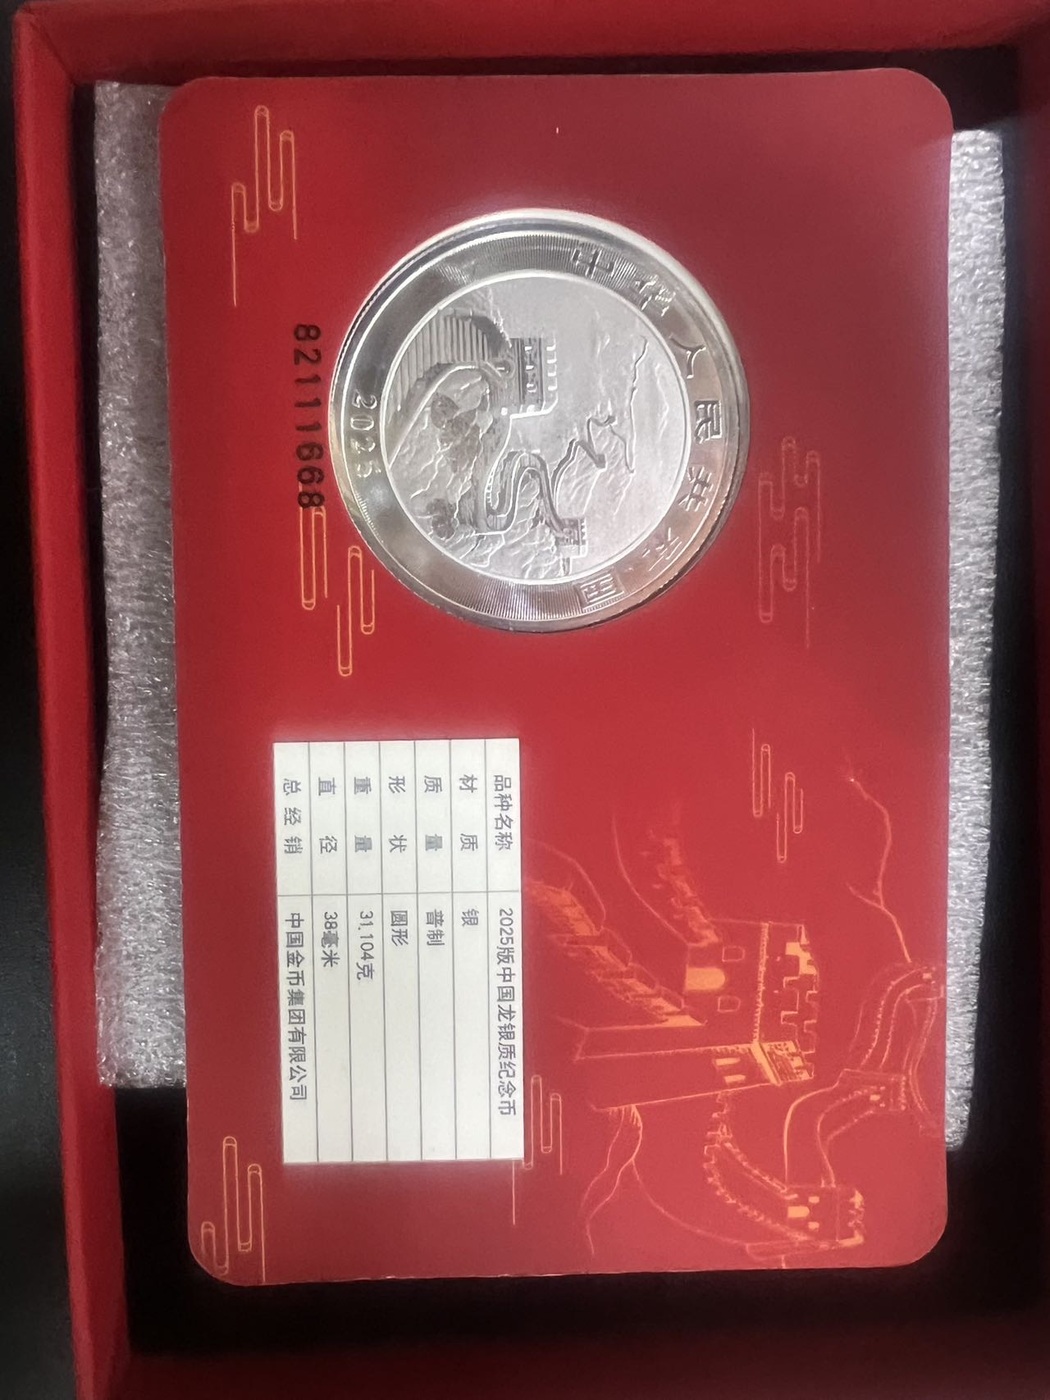 中华人民共和国
2025
821111668
品种名称 2025版中国龙银质纪念币
材质 银
质量 普制
形状 圆形
重量 31.104克
直径 38毫米
总经销 中国金币集团有限公司